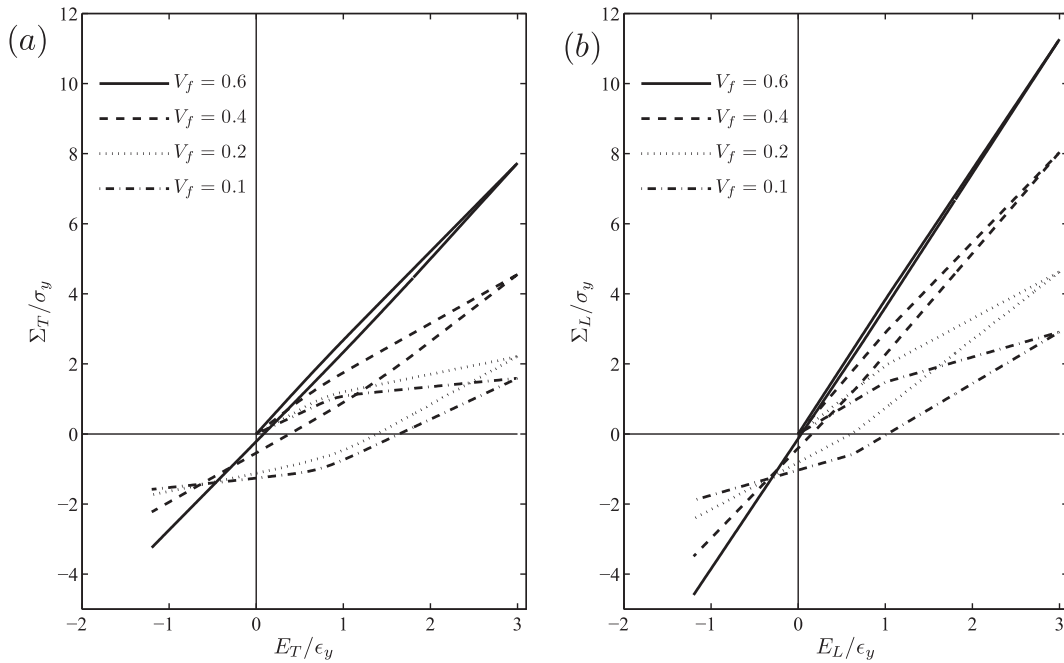 (a)
12
10
8
6
4
2
0
−2
−4
Σ_T/σ_y
V_f = 0.6
V_f = 0.4
V_f = 0.2
V_f = 0.1
−2 −1 0 1 2 3
E_T/ϵ_y
(b)
12
10
8
6
4
2
0
−2
−4
Σ_L/σ_y
V_f = 0.6
V_f = 0.4
V_f = 0.2
V_f = 0.1
−2 −1 0 1 2 3
E_L/ϵ_y